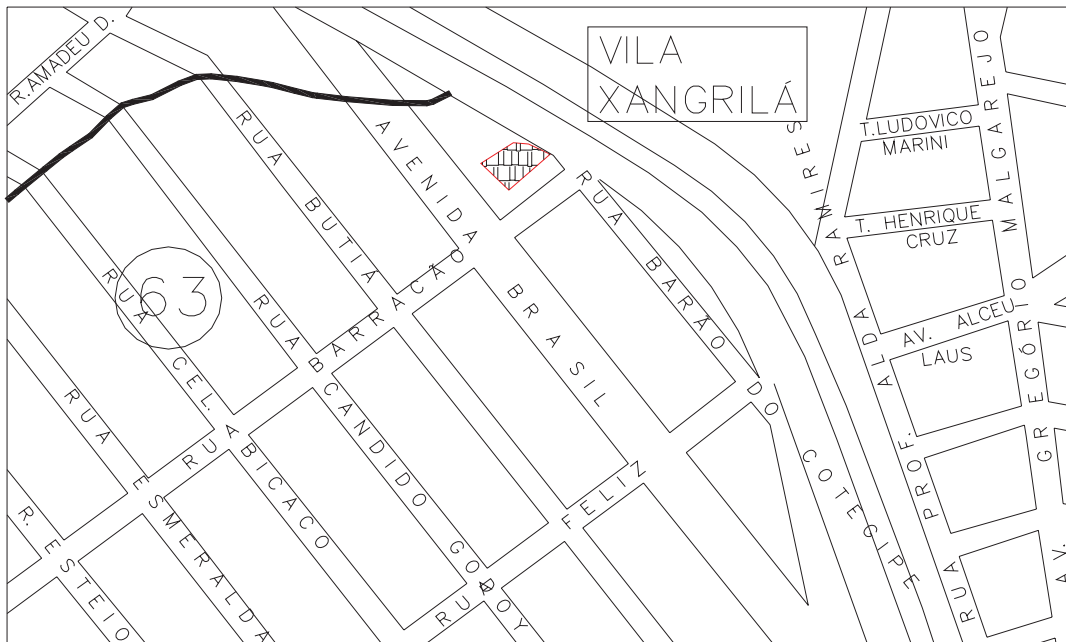 R. AMADEU D.
VILA
XANGRILÁ
T.LUDOVICO
MARINI
T. HENRIQUE
CRUZ
AV. ALCEU
LAUS
RUA PROF. ALDA RAMIRES
AV. GREGÓRIO MALGAREJO
AVENIDA BRASIL
RUA BUTIÁ
RUA BARRACÃO
RUA BARÃO DO
COTEGIPE
63
RUA CEL. BICACO
RUA CANDIDO GODOY
RUA FELIZ
RUA ESMERALDA
R. ESTEIO
A